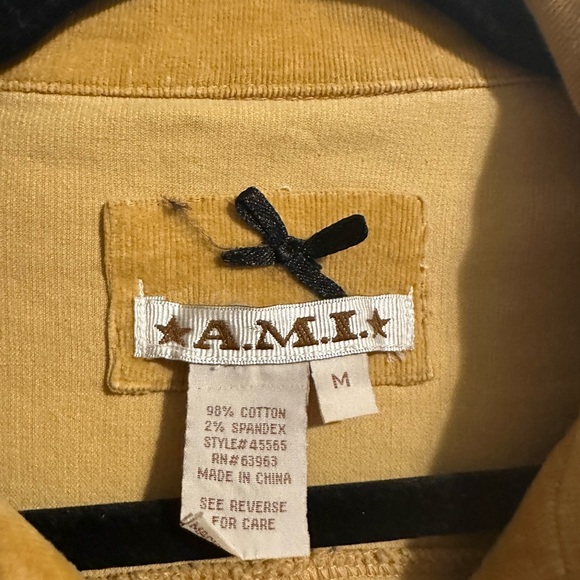 ★A.M.I.★
M
98% COTTON
2% SPANDEX
STYLE#45565
RN#63963
MADE IN CHINA
SEE REVERSE
FOR CARE